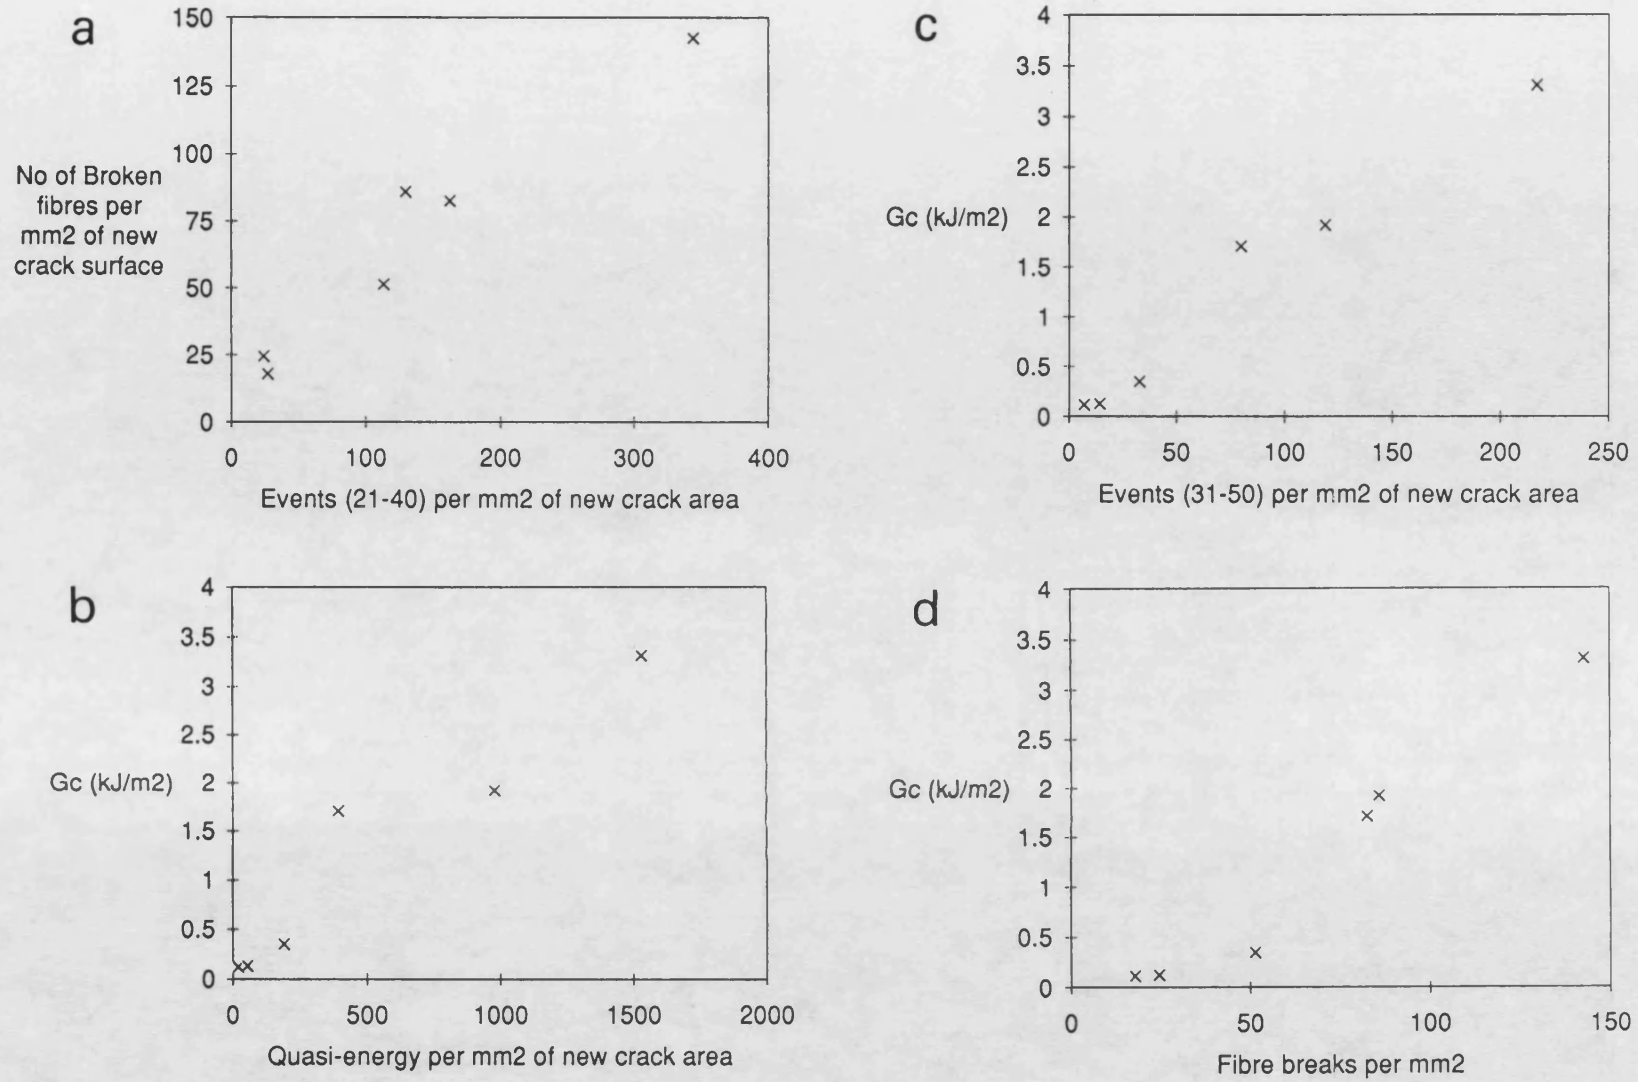 a
150
125
100
75
50
25
0
No of Broken
fibres per
mm2 of new
crack surface
0 100 200 300 400
Events (21-40) per mm2 of new crack area
c
4
3.5
3
2.5
2
1.5
1
0.5
0
Gc (kJ/m2)
0 50 100 150 200 250
Events (31-50) per mm2 of new crack area
b
4
3.5
3
2.5
2
1.5
1
0.5
0
Gc (kJ/m2)
0 500 1000 1500 2000
Quasi-energy per mm2 of new crack area
d
4
3.5
3
2.5
2
1.5
1
0.5
0
Gc (kJ/m2)
0 50 100 150
Fibre breaks per mm2